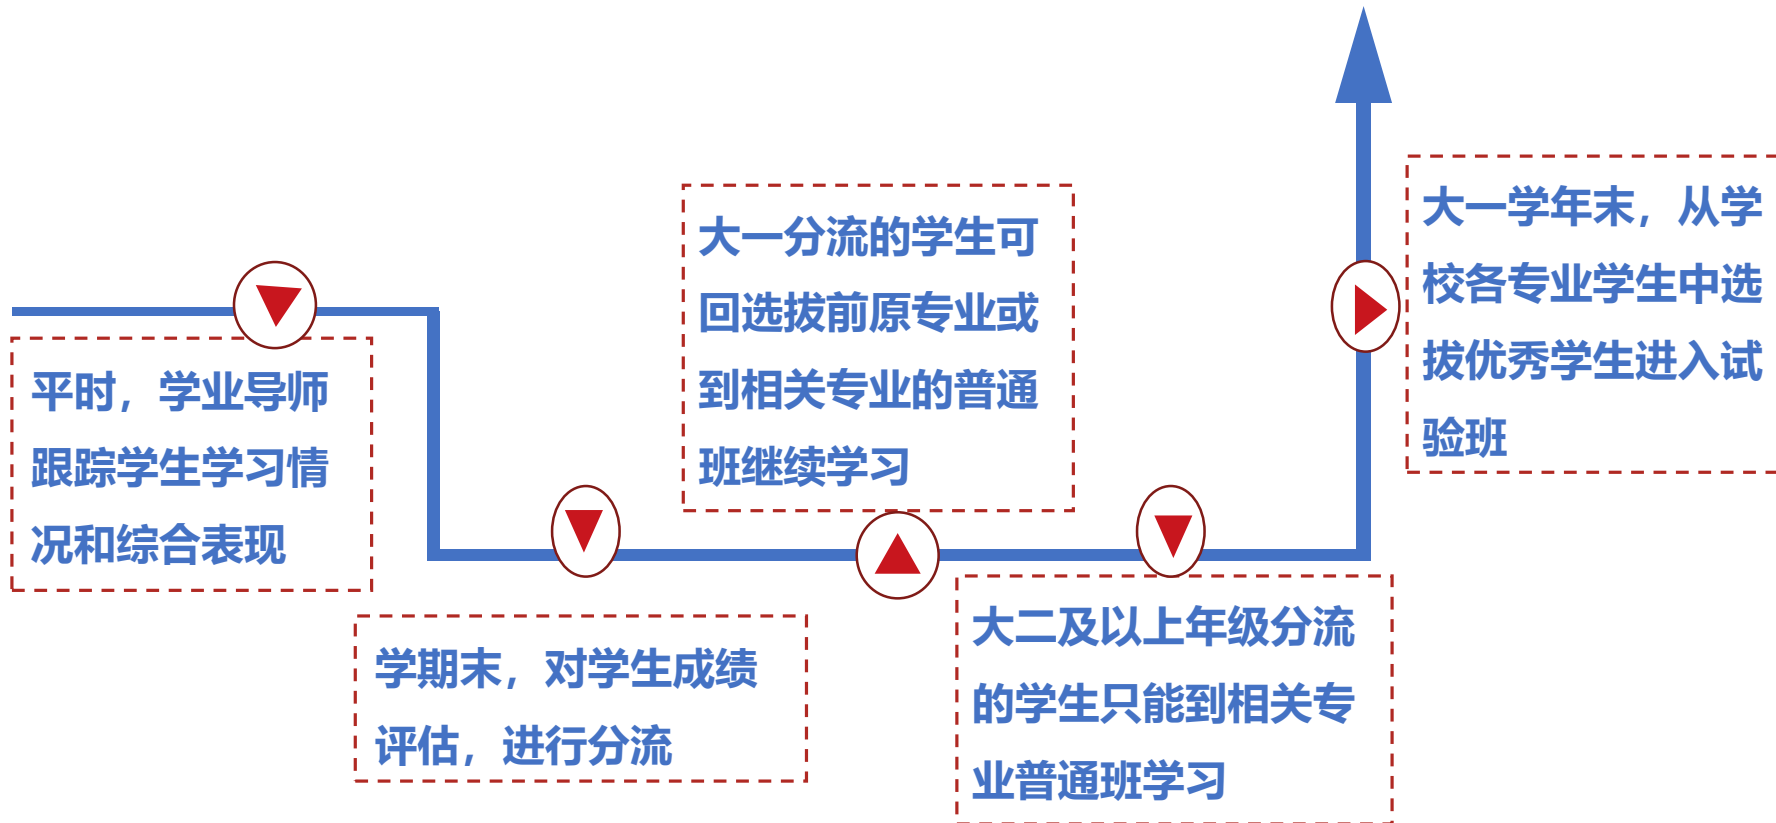 平时，学业导师
跟踪学生学习情
况和综合表现
学期末，对学生成绩
评估，进行分流
大一分流的学生可
回选拔前原专业或
到相关专业的普通
班继续学习
大二及以上年级分流
的学生只能到相关专
业普通班学习
大一学年末，从学
校各专业学生中选
拔优秀学生进入试
验班